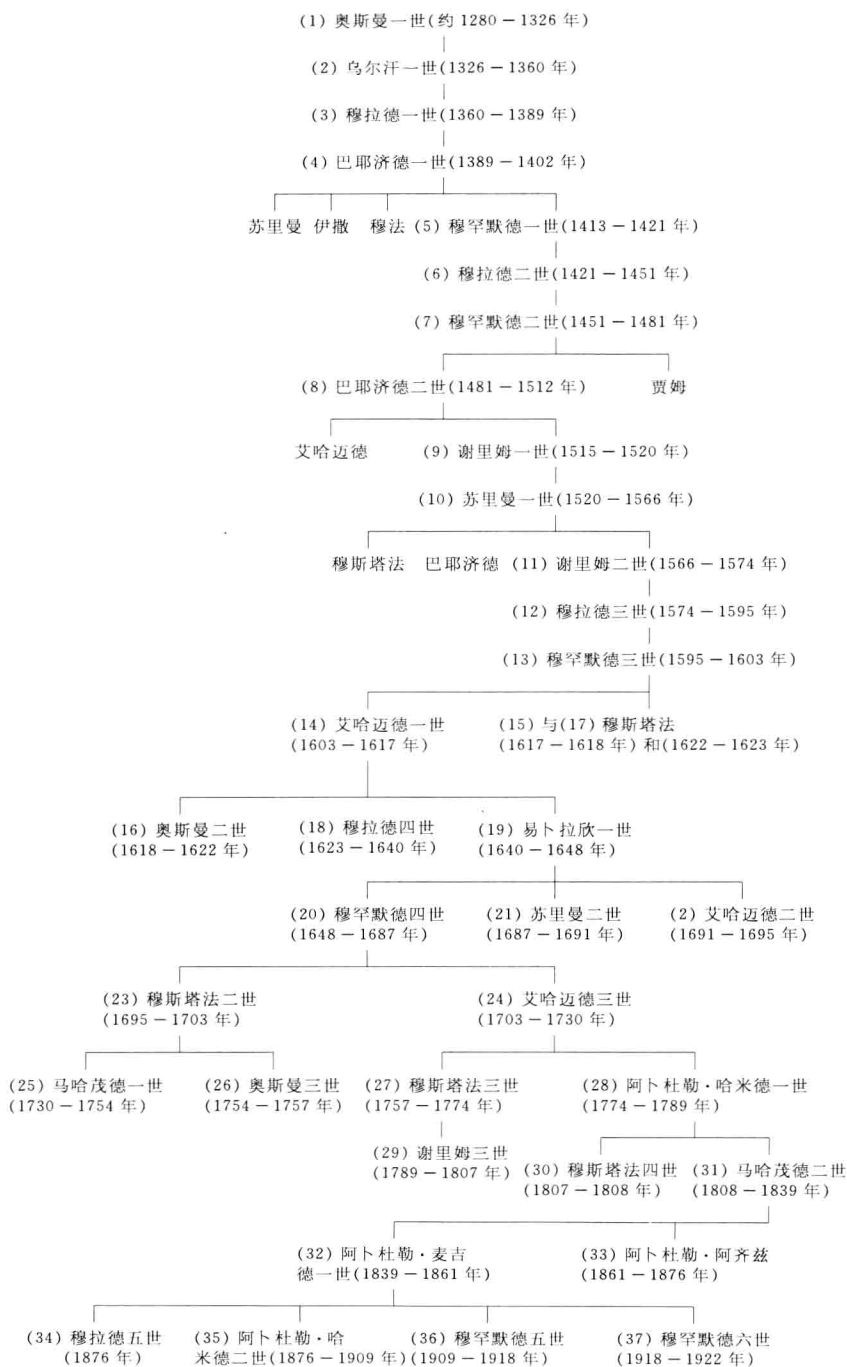 (1) 奥斯曼一世(约 1280－1326 年)
(2) 乌尔汗一世(1326－1360 年)
(3) 穆拉德一世(1360－1389 年)
(4) 巴耶济德一世(1389－1402 年)
苏里曼 伊撒 穆法 (5) 穆罕默德一世(1413－1421 年)
(6) 穆拉德二世(1421－1451 年)
(7) 穆罕默德二世(1451－1481 年)
(8) 巴耶济德二世(1481－1512 年) 贾姆
艾哈迈德 (9) 谢里姆一世(1515－1520 年)
(10) 苏里曼一世(1520－1566 年)
穆斯塔法 巴耶济德 (11) 谢里姆二世(1566－1574 年)
(12) 穆拉德三世(1574－1595 年)
(13) 穆罕默德三世(1595－1603 年)
(14) 艾哈迈德一世 (15) 与(17) 穆斯塔法
(1603－1617 年) (1617－1618 年) 和(1622－1623 年)
(16) 奥斯曼二世 (18) 穆拉德四世 (19) 易卜拉欣一世
(1618－1622 年) (1623－1640 年) (1640－1648 年)
(20) 穆罕默德四世 (21) 苏里曼二世 (2) 艾哈迈德二世
(1648－1687 年) (1687－1691 年) (1691－1695 年)
(23) 穆斯塔法二世 (24) 艾哈迈德三世
(1695－1703 年) (1703－1730 年)
(25) 马哈茂德一世 (26) 奥斯曼三世 (27) 穆斯塔法三世 (28) 阿卜杜勒·哈米德一世
(1730－1754 年) (1754－1757 年) (1757－1774 年) (1774－1789 年)
(29) 谢里姆三世
(1789－1807 年)
(30) 穆斯塔法四世 (31) 马哈茂德二世
(1807－1808 年) (1808－1839 年)
(32) 阿卜杜勒·麦吉 (33) 阿卜杜勒·阿齐兹
德一世(1839－1861 年) (1861－1876 年)
(34) 穆拉德五世 (35) 阿卜杜勒·哈 (36) 穆罕默德五世 (37) 穆罕默德六世
(1876 年) 米德二世(1876－1909 年) (1909－1918 年) (1918－1922 年)